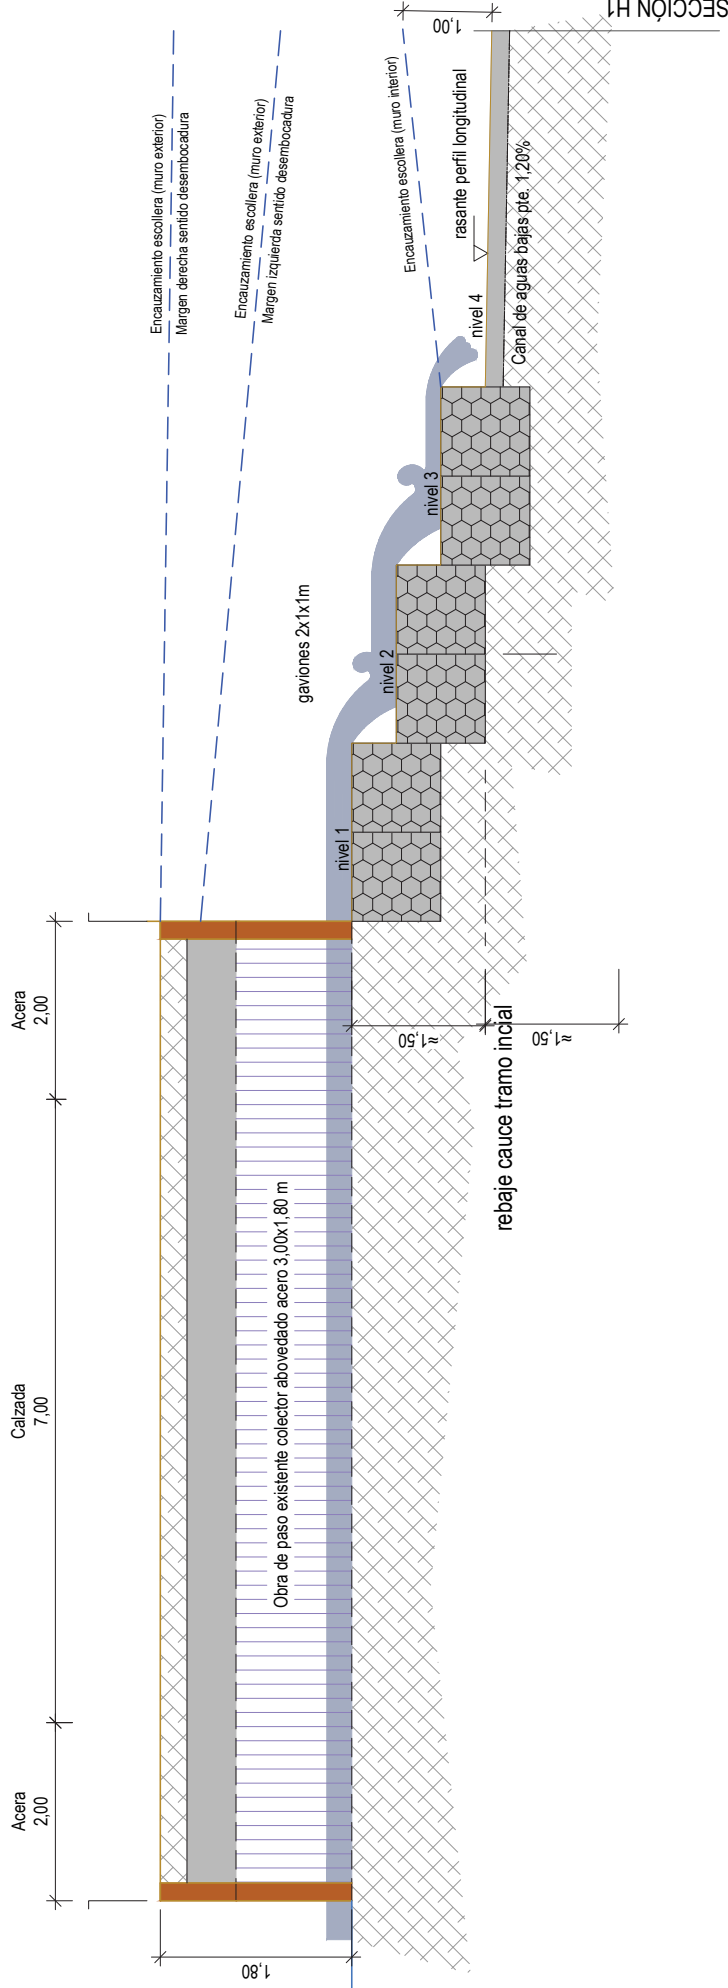 Acera
2,00
Calzada
7,00
Acera
2,00
1,80
Obra de paso existente colector abovedado acero 3,00x1,80 m
Encauzamiento escollera (muro exterior)
Margen derecha sentido desembocadura
Encauzamiento escollera (muro exterior)
Margen izquierda sentido desembocadura
Encauzamiento escollera (muro interior)
gaviones 2x1x1m
nivel 1
nivel 2
nivel 3
nivel 4
rasante perfil longitudinal
Canal de aguas bajas pte. 1,20%
1,00
≈1,50
≈1,50
rebaje cauce tramo incial
SECCIÓN H1